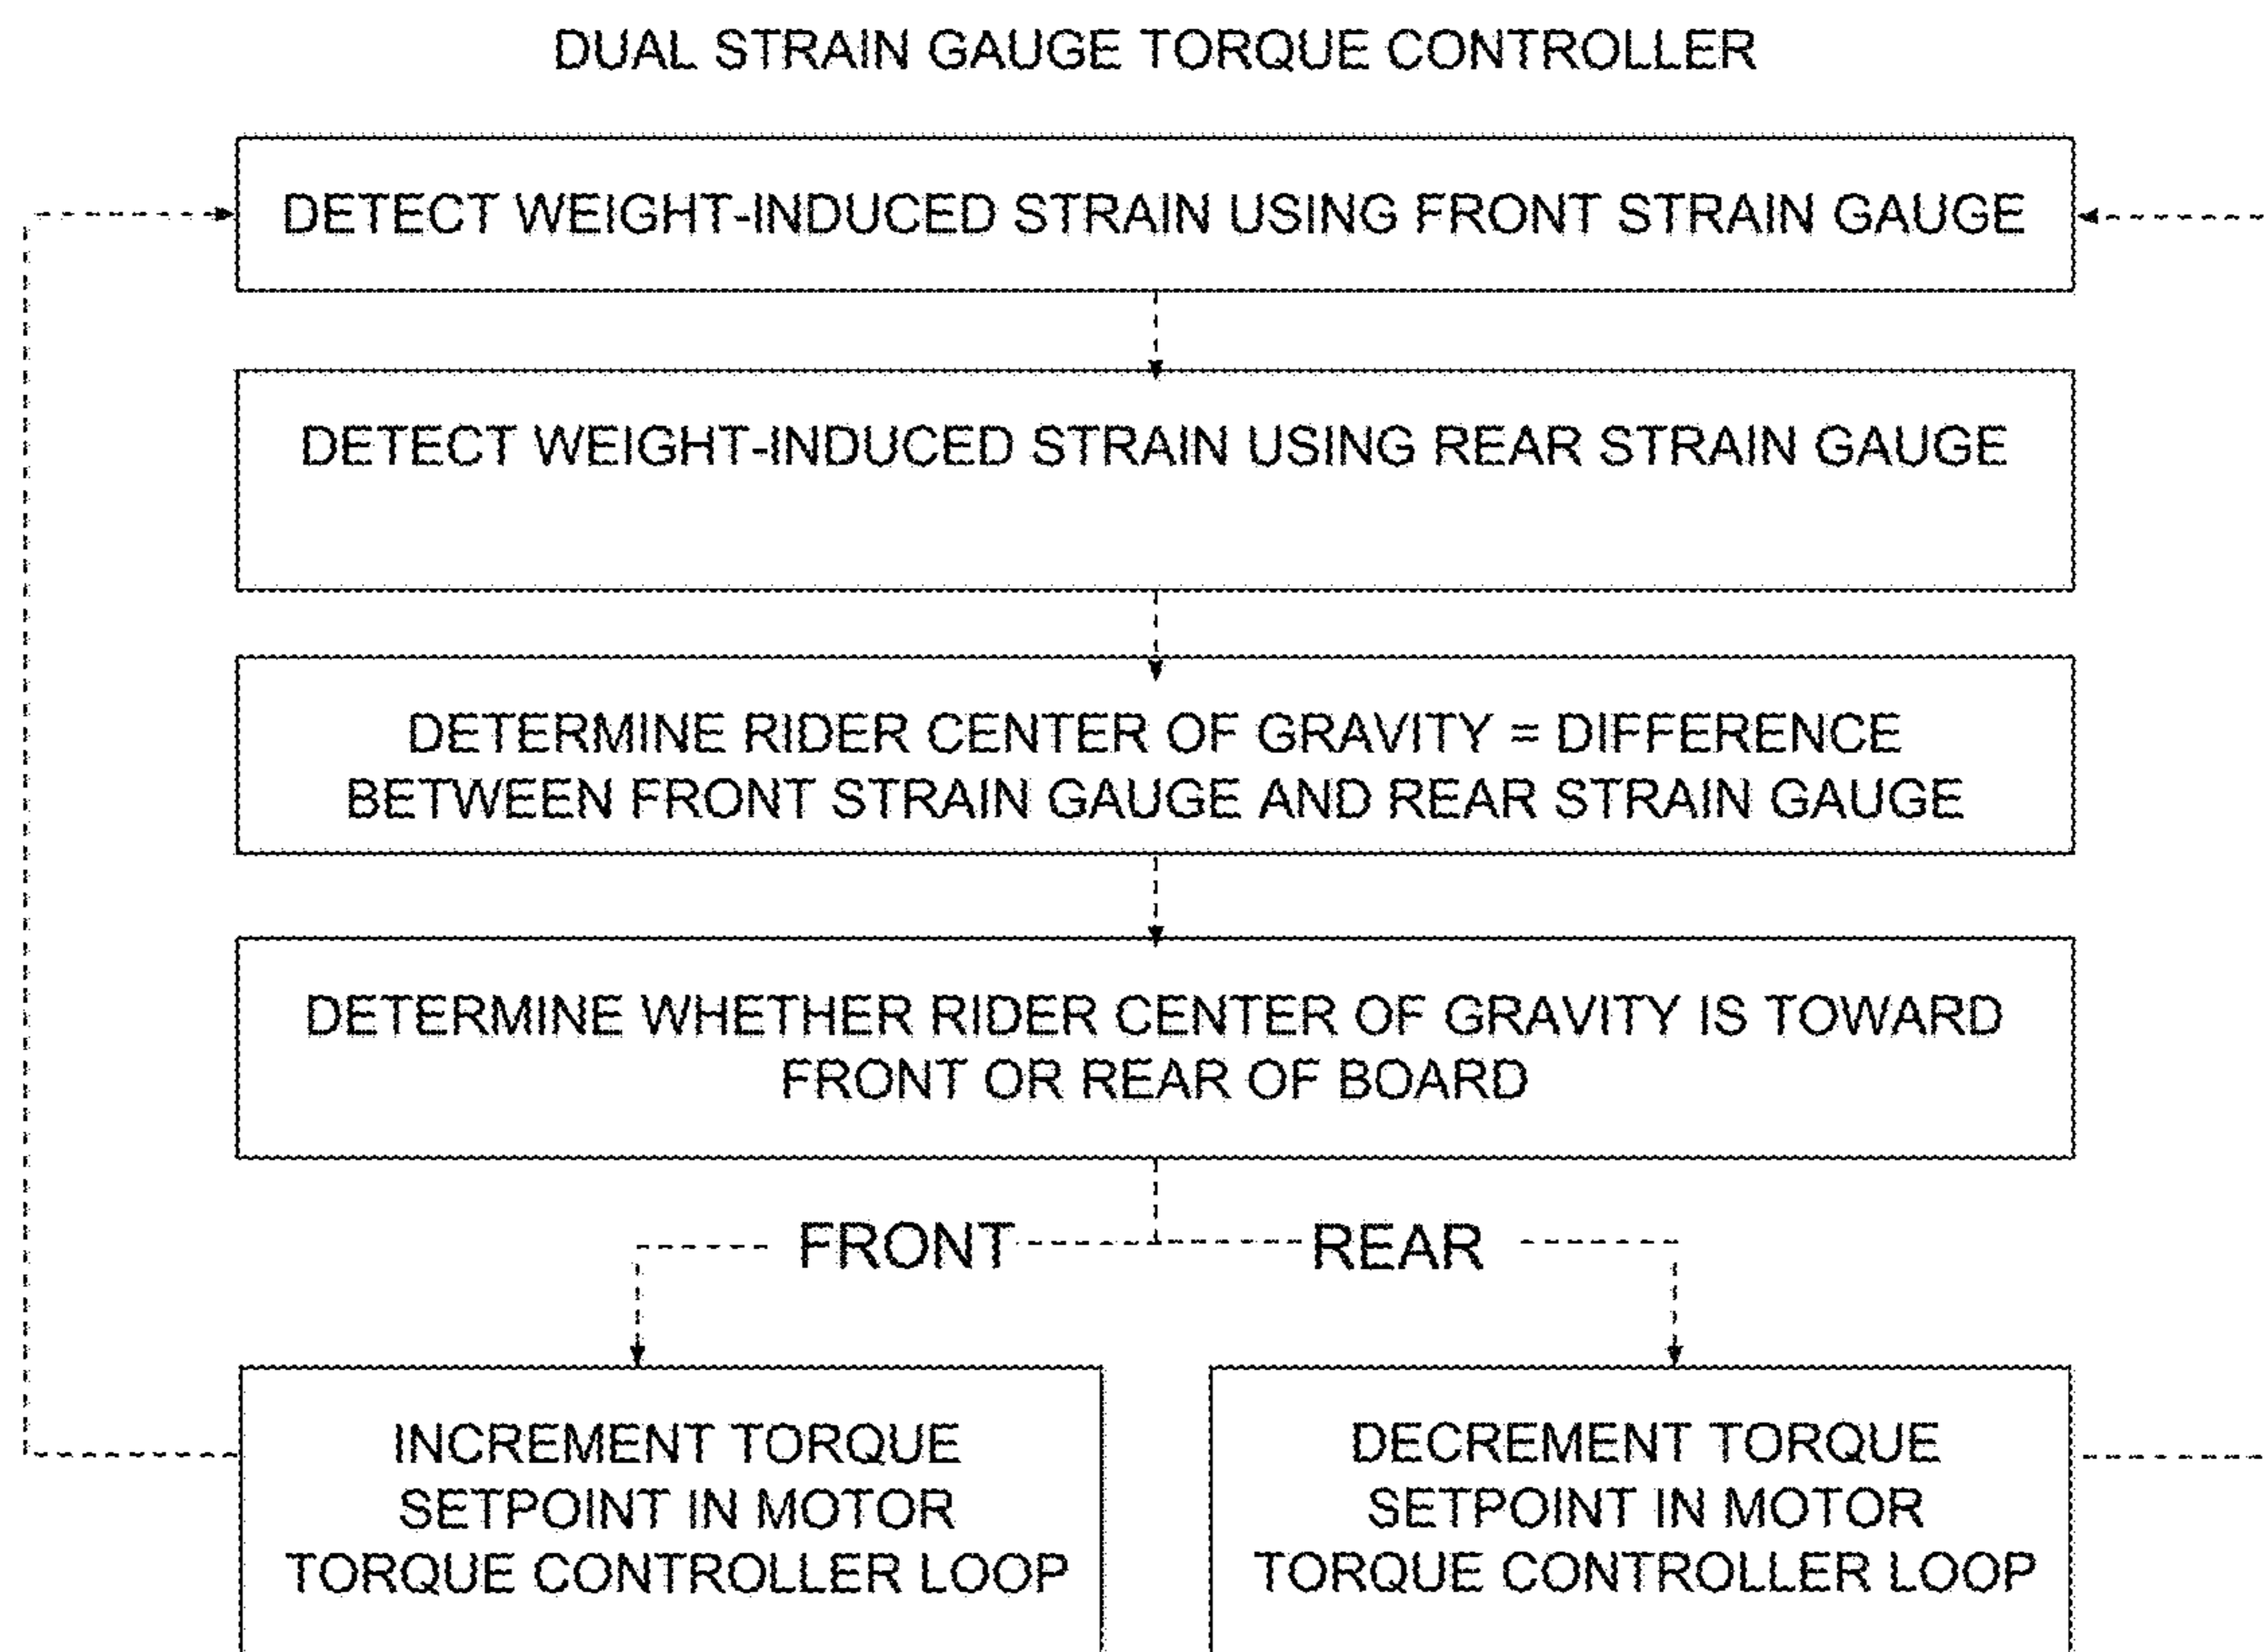 DUAL STRAIN GAUGE TORQUE CONTROLLER
DETECT WEIGHT-INDUCED STRAIN USING FRONT STRAIN GAUGE
DETECT WEIGHT-INDUCED STRAIN USING REAR STRAIN GAUGE
DETERMINE RIDER CENTER OF GRAVITY = DIFFERENCE
BETWEEN FRONT STRAIN GAUGE AND REAR STRAIN GAUGE
DETERMINE WHETHER RIDER CENTER OF GRAVITY IS TOWARD
FRONT OR REAR OF BOARD
FRONT
REAR
INCREMENT TORQUE
SETPOINT IN MOTOR
TORQUE CONTROLLER LOOP
DECREMENT TORQUE
SETPOINT IN MOTOR
TORQUE CONTROLLER LOOP